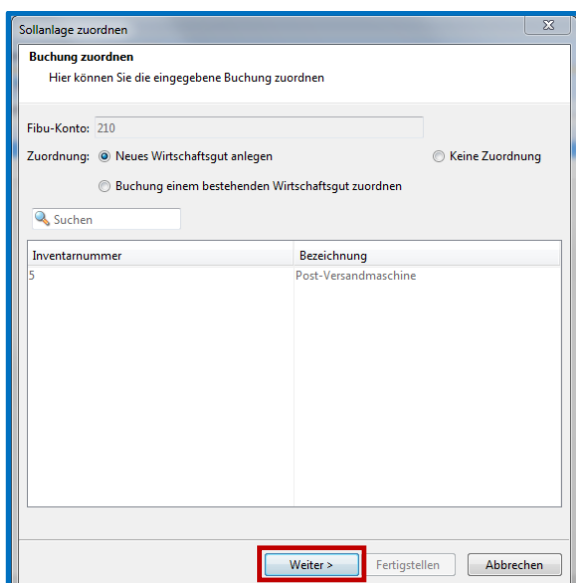 Sollanlage zuordnen
Buchung zuordnen
Hier können Sie die eingegebene Buchung zuordnen
Fibu-Konto: 210
Zuordnung: Neues Wirtschaftsgut anlegen Keine Zuordnung
Buchung einem bestehenden Wirtschaftsgut zuordnen
Suchen
Inventarnummer Bezeichnung
5 Post-Versandmaschine
Weiter > Fertigstellen Abbrechen